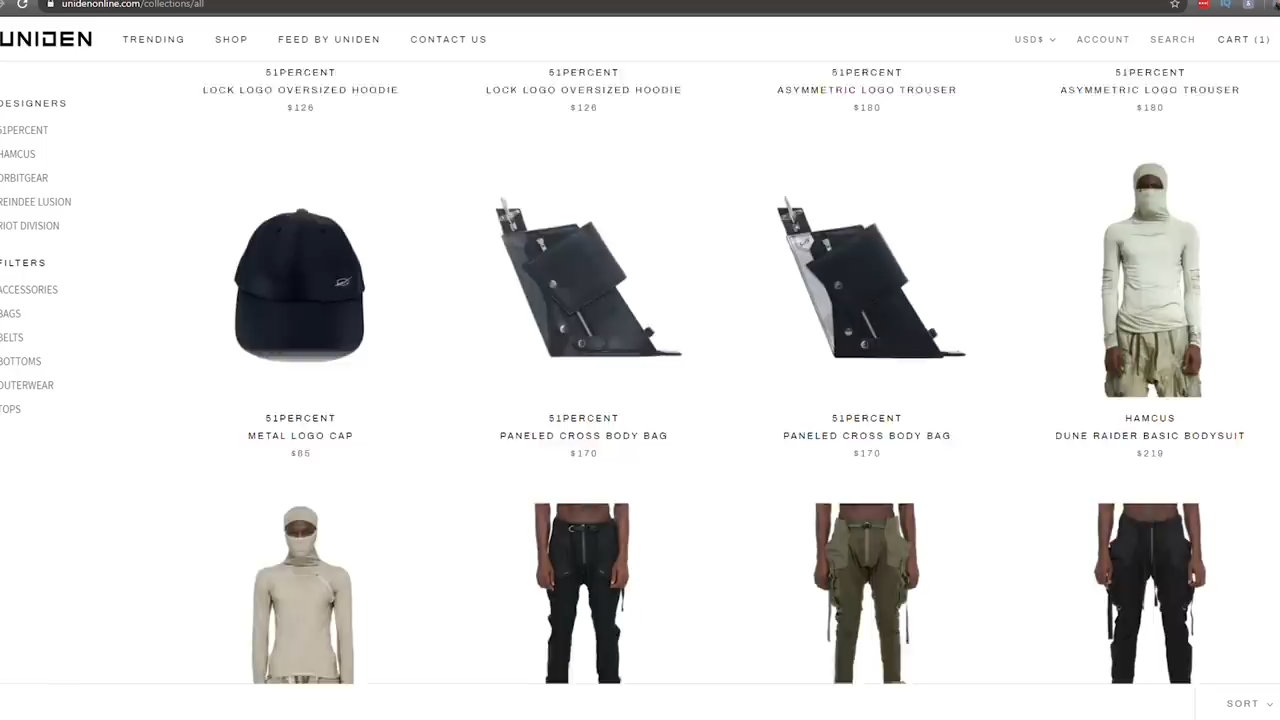 unidenonline.com/collections/all
UNIDEN
TRENDING
SHOP
FEED BY UNIDEN
CONTACT US
USD$
ACCOUNT
SEARCH
CART (1)
DESIGNERS
51PERCENT
HAMCUS
ORBITGEAR
REINDEE LUSION
RIOT DIVISION
FILTERS
ACCESSORIES
BAGS
BELTS
BOTTOMS
OUTERWEAR
TOPS
51PERCENT
LOCK LOGO OVERSIZED HOODIE
$126
51PERCENT
LOCK LOGO OVERSIZED HOODIE
$126
51PERCENT
ASYMMETRIC LOGO TROUSER
$180
51PERCENT
ASYMMETRIC LOGO TROUSER
$180
51PERCENT
METAL LOGO CAP
$65
51PERCENT
PANELED CROSS BODY BAG
$170
51PERCENT
PANELED CROSS BODY BAG
$170
HAMCUS
DUNE RAIDER BASIC BODYSUIT
$219
SORT